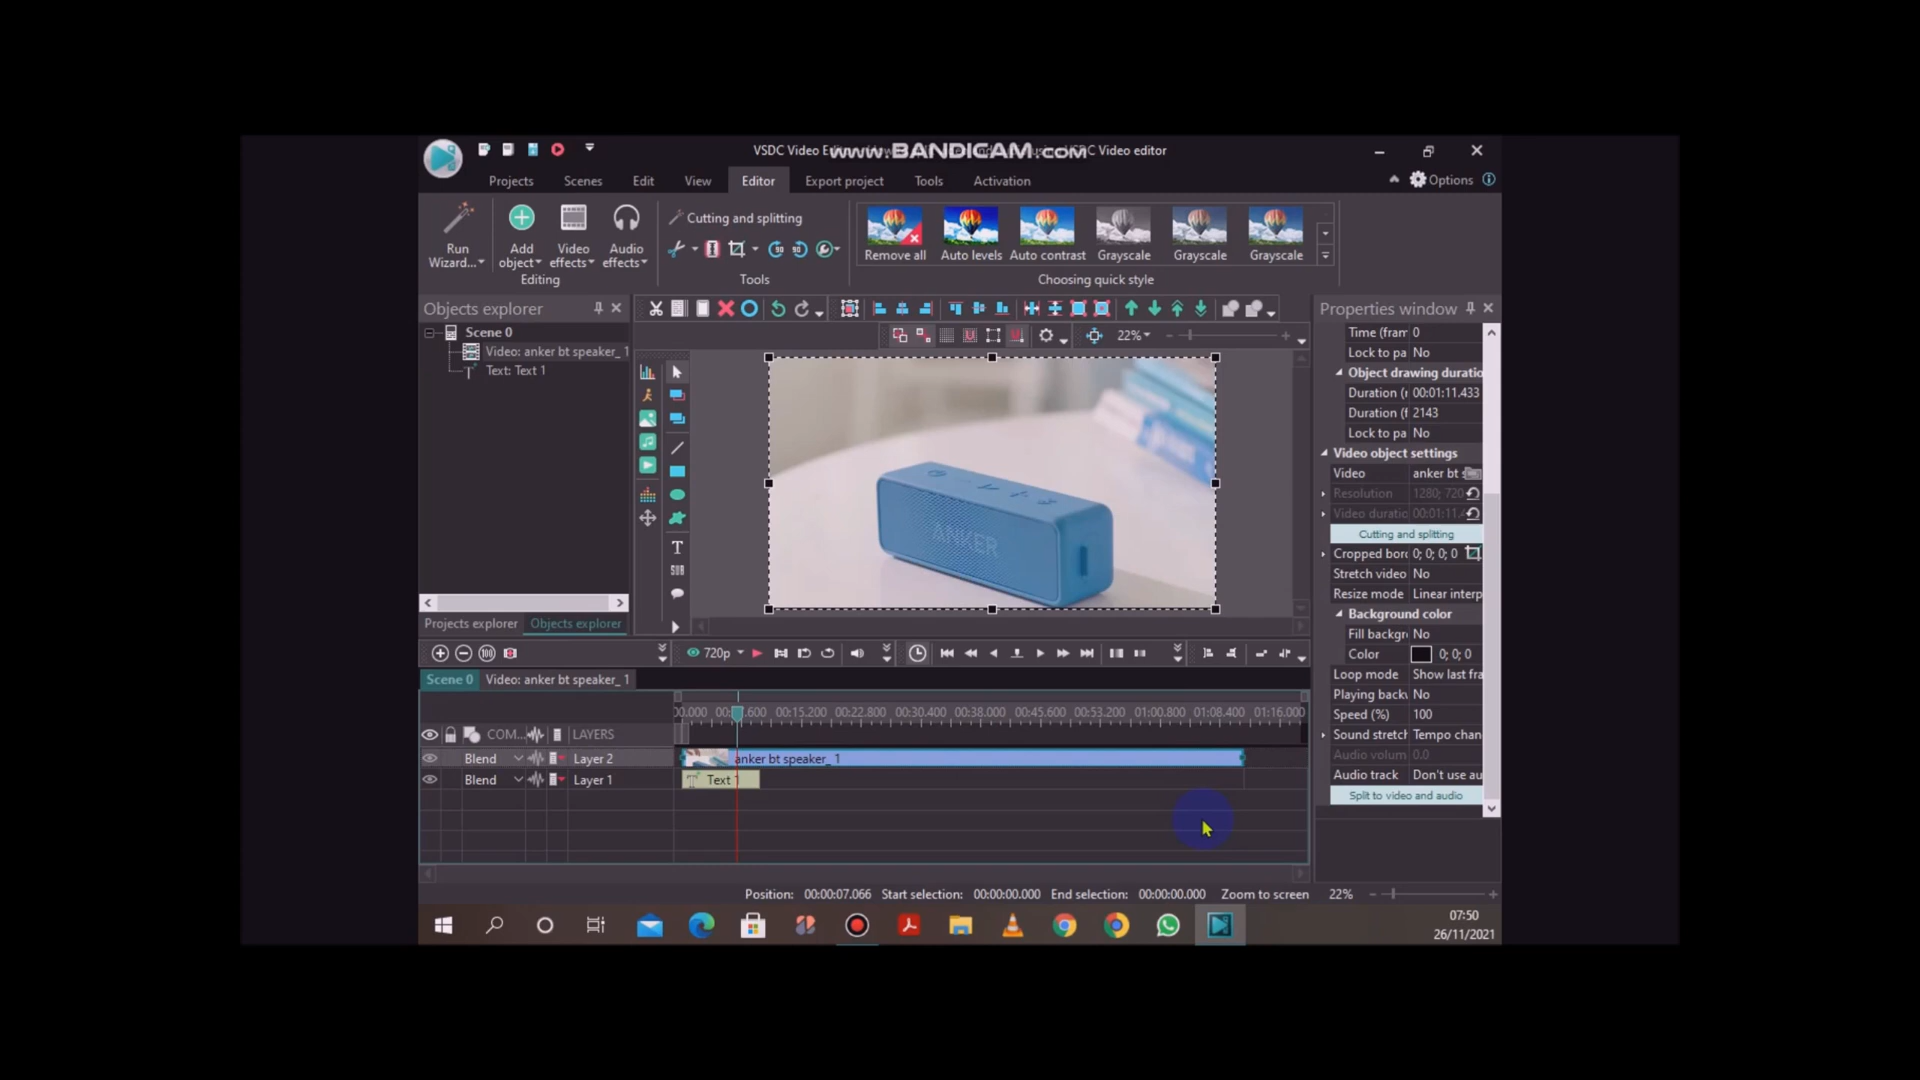 VSDC Video Editor
www.BANDICAM.com
VSDC Video editor
Projects Scenes Edit View Editor Export project Tools Activation
Options
Run Wizard...
Add object
Video effects
Audio effects
Editing
Cutting and splitting
Tools
Remove all
Auto levels
Auto contrast
Grayscale
Grayscale
Grayscale
Choosing quick style
Objects explorer
Scene 0
Video: anker bt speaker_1
Text: Text 1
Projects explorer
Objects explorer
22%
ANKER
T
SUB
Properties window
Time (fram 0
Lock to pa No
Object drawing duratio
Duration (r 00:01:11.433
Duration (f 2143
Lock to pa No
Video object settings
Video anker bt s
Resolution 1280; 720
Video duratic 00:01:11.4
Cutting and splitting
Cropped borc 0; 0; 0; 0
Stretch video No
Resize mode Linear interp
Background color
Fill backgr No
Color 0; 0; 0
Loop mode Show last fra
Playing backv No
Speed (%) 100
Sound stretch Tempo chan
Audio volum 0.0
Audio track Don't use au
Split to video and audio
720p
Scene 0
Video: anker bt speaker_1
00:15.200 00:22.800 00:30.400 00:38.000 00:45.600 00:53.200 01:00.800 01:08.400 01:16.000
COM... LAYERS
Blend Layer 2
anker bt speaker_1
Blend Layer 1
Text 1
Position: 00:00:07.066 Start selection: 00:00:00.000 End selection: 00:00:00.000 Zoom to screen 22%
07:50
26/11/2021